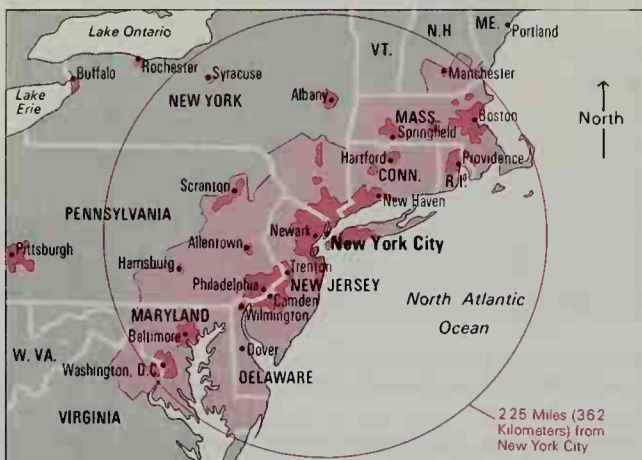 Lake Ontario
N.H.
ME.
Portland
VT.
Buffalo
Rochester
Syracuse
Manchester
Lake
Erie
NEW YORK
Albany
MASS.
Boston
North
Springfield
Hartford
Providence
CONN.
R.I.
Scranton
New Haven
PENNSYLVANIA
Newark
New York City
Allentown
Pittsburgh
Harrisburg
Trenton
Philadelphia
NEW JERSEY
Camden
North Atlantic
Ocean
MARYLAND
Wilmington
Baltimore
W. VA.
Dover
Washington, D.C.
DELAWARE
VIRGINIA
225 Miles (362
Kilometers) from
New York City